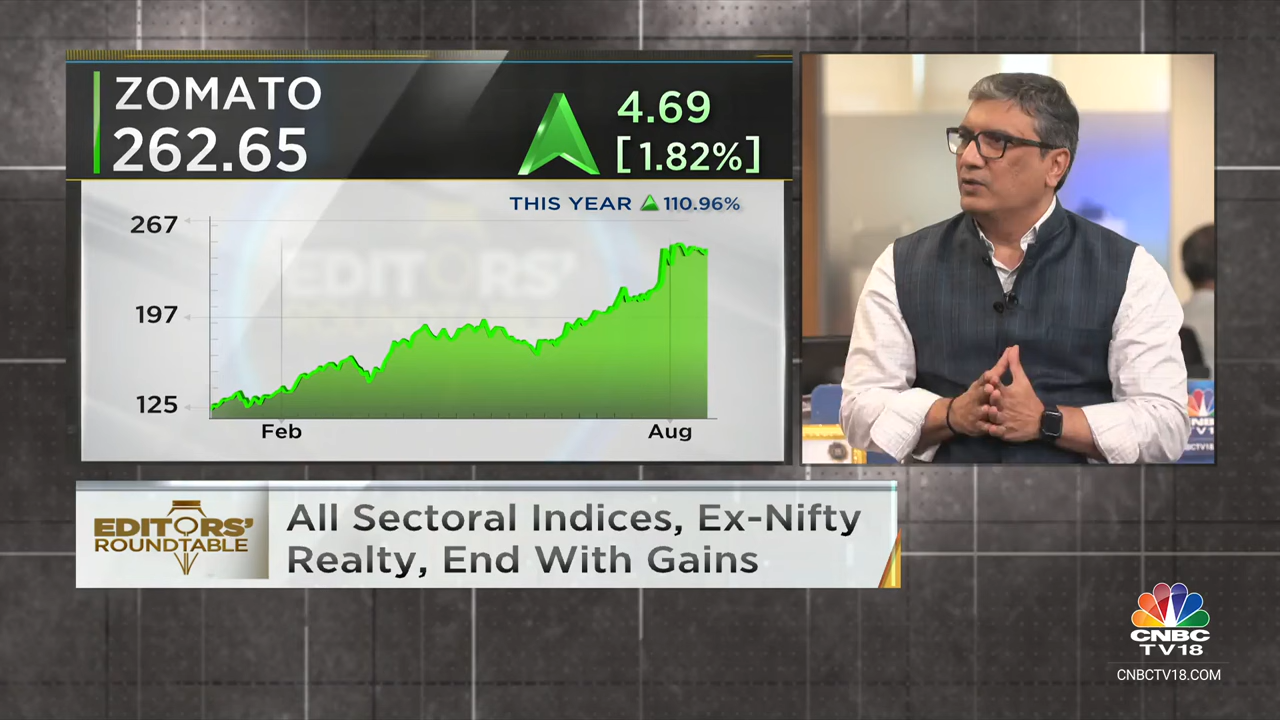 ZOMATO
262.65
4.69
[1.82%]
THIS YEAR 110.96%
267
197
125
Feb
Aug
EDITORS'
EDITORS'
ROUNDTABLE
All Sectoral Indices, Ex-Nifty
Realty, End With Gains
CNBC
TV18
CNBCTV18.COM